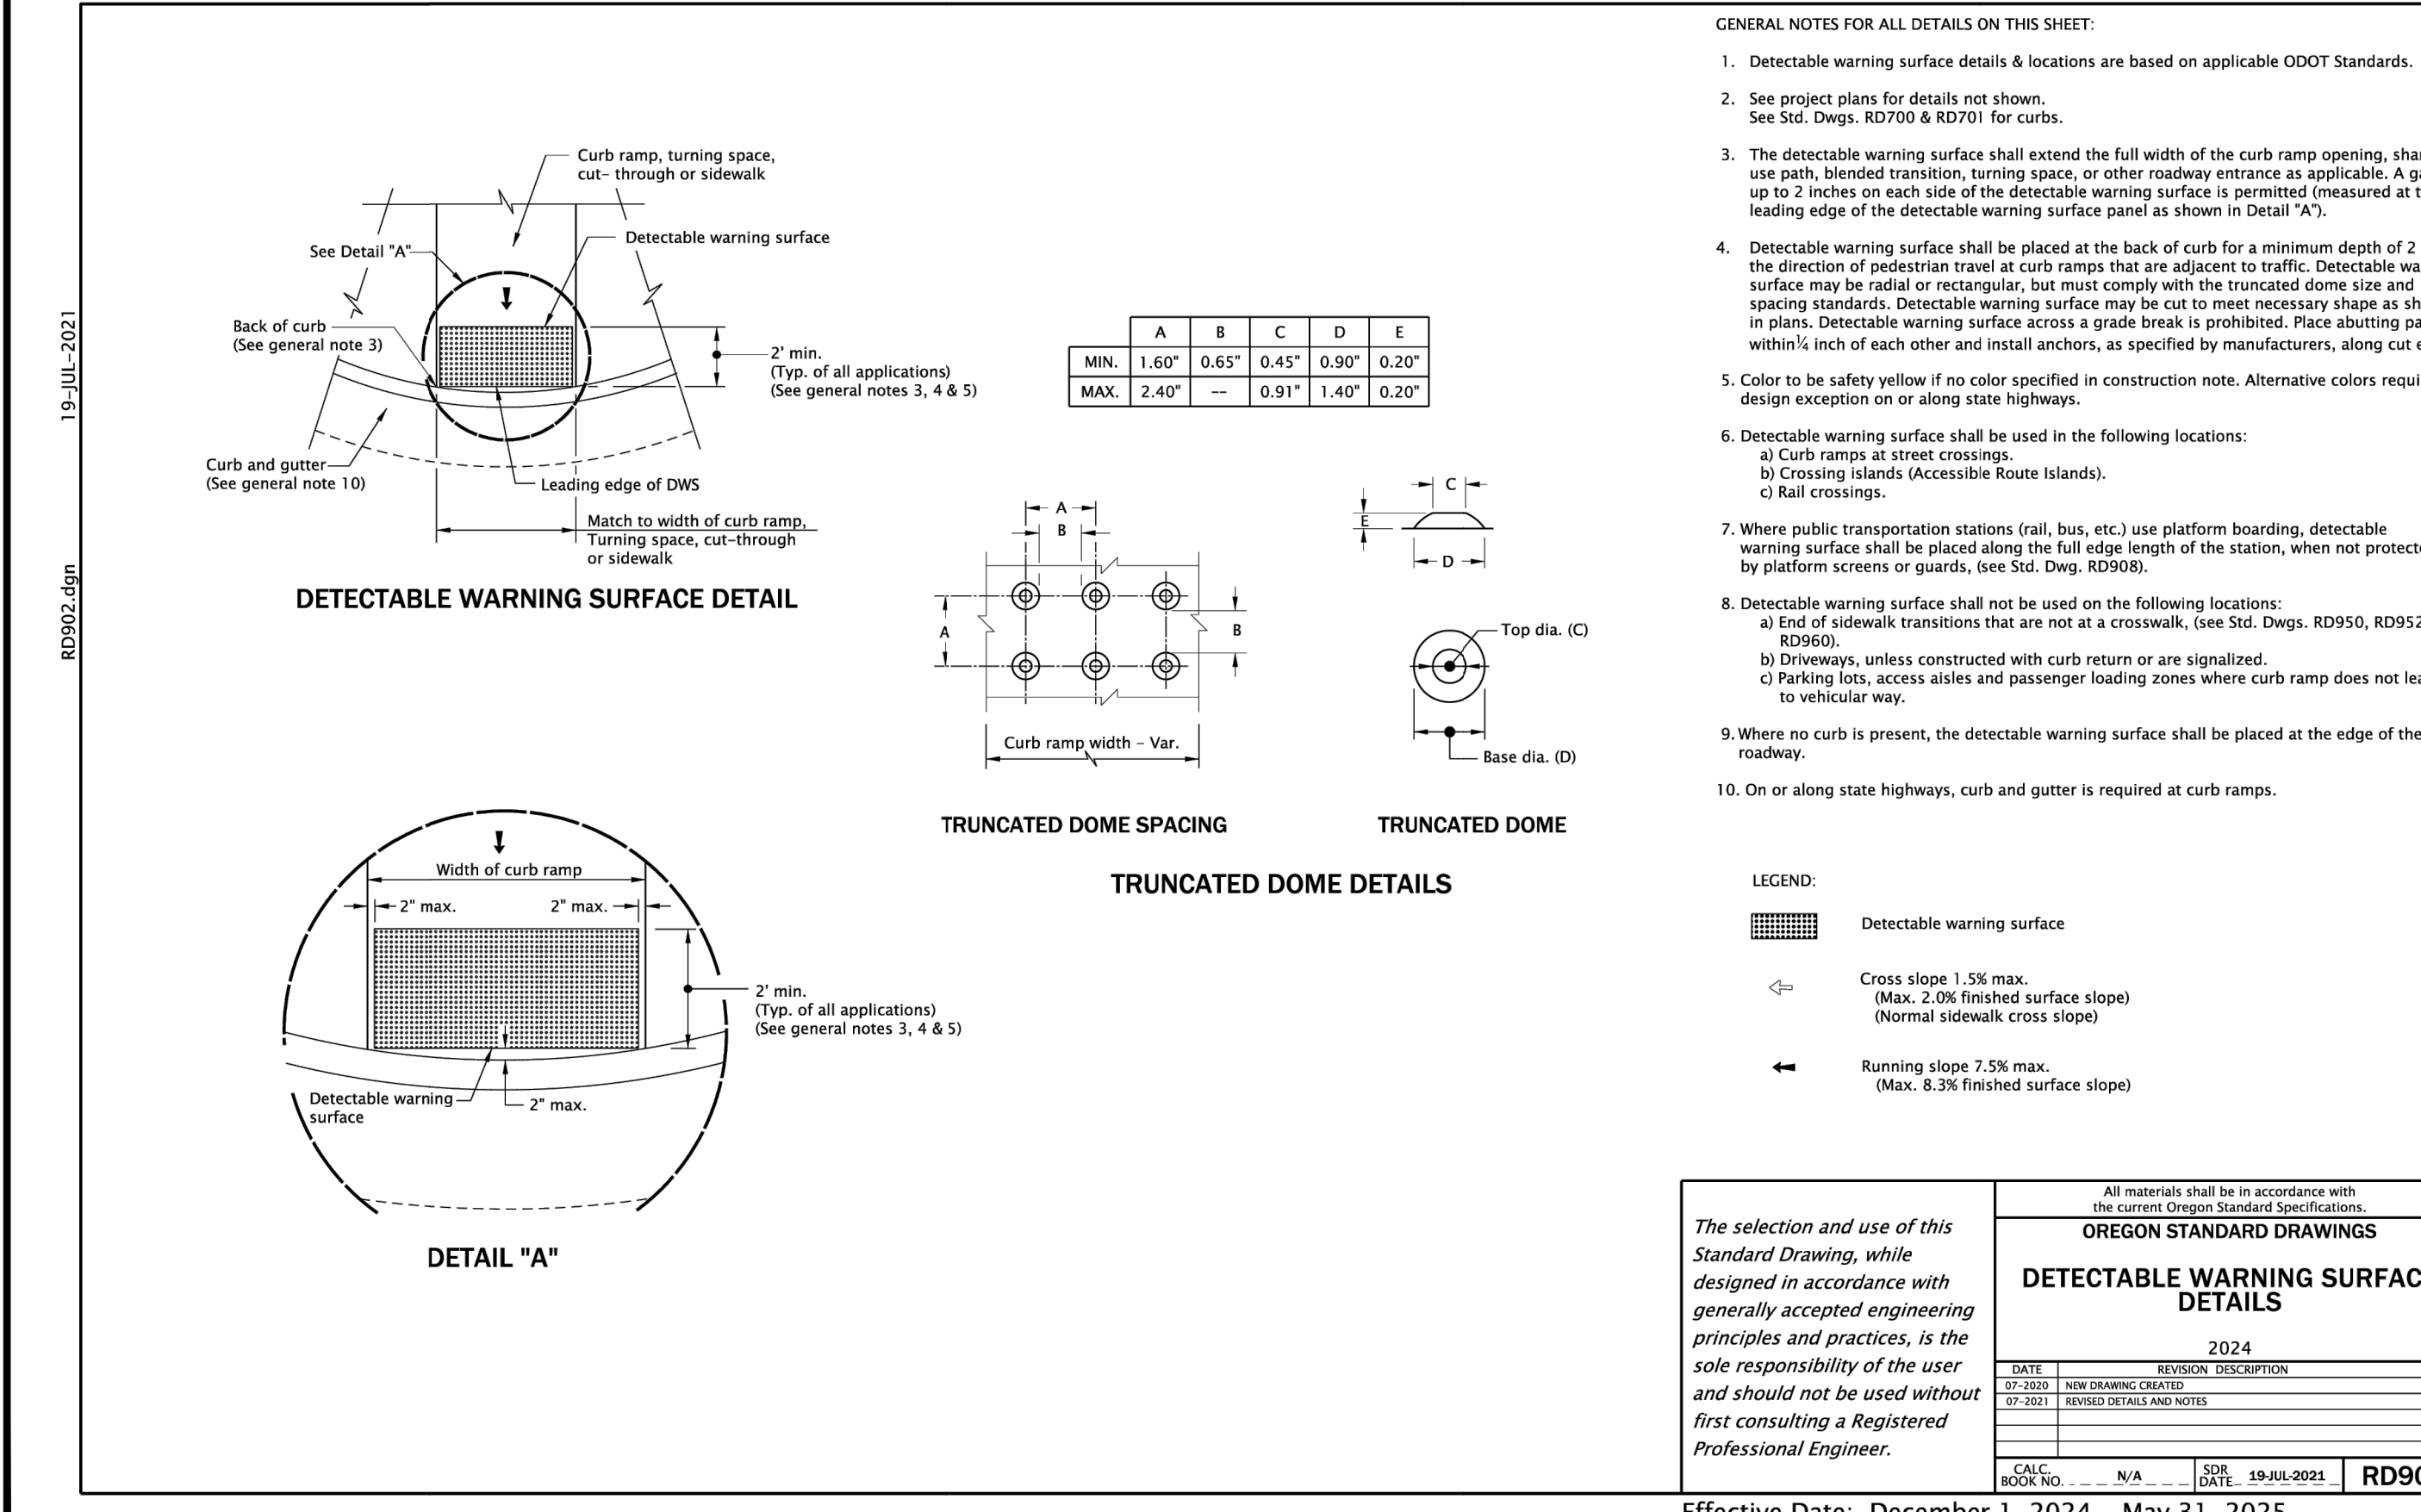 19-JUL-2021
RD902.dgn
Curb ramp, turning space,
cut- through or sidewalk
Detectable warning surface
See Detail "A"
Back of curb
(See general note 3)
2' min.
(Typ. of all applications)
(See general notes 3, 4 & 5)
Curb and gutter
(See general note 10)
Leading edge of DWS
Match to width of curb ramp,
Turning space, cut-through
or sidewalk
DETECTABLE WARNING SURFACE DETAIL
A B C D E
MIN. 1.60" 0.65" 0.45" 0.90" 0.20"
MAX. 2.40" -- 0.91" 1.40" 0.20"
A
B
A
B
Curb ramp width - Var.
TRUNCATED DOME SPACING
C
E
D
Top dia. (C)
Base dia. (D)
TRUNCATED DOME
TRUNCATED DOME DETAILS
Width of curb ramp
2" max. 2" max.
2' min.
(Typ. of all applications)
(See general notes 3, 4 & 5)
Detectable warning
surface
2" max.
DETAIL "A"
GENERAL NOTES FOR ALL DETAILS ON THIS SHEET:
1. Detectable warning surface details & locations are based on applicable ODOT Standards.
2. See project plans for details not shown.
See Std. Dwgs. RD700 & RD701 for curbs.
3. The detectable warning surface shall extend the full width of the curb ramp opening,
use path, blended transition, turning space, or other roadway entrance as applicable. A
up to 2 inches on each side of the detectable warning surface is permitted (measured at
leading edge of the detectable warning surface panel as shown in Detail "A").
4. Detectable warning surface shall be placed at the back of curb for a minimum depth of 2
the direction of pedestrian travel at curb ramps that are adjacent to traffic. Detectable
surface may be radial or rectangular, but must comply with the truncated dome size and
spacing standards. Detectable warning surface may be cut to meet necessary shape as
in plans. Detectable warning surface across a grade break is prohibited. Place abutting
within ¼ inch of each other and install anchors, as specified by manufacturers, along cut
5. Color to be safety yellow if no color specified in construction note. Alternative colors
design exception on or along state highways.
6. Detectable warning surface shall be used in the following locations:
a) Curb ramps at street crossings.
b) Crossing islands (Accessible Route Islands).
c) Rail crossings.
7. Where public transportation stations (rail, bus, etc.) use platform boarding, detectable
warning surface shall be placed along the full edge length of the station, when not
by platform screens or guards, (see Std. Dwg. RD908).
8. Detectable warning surface shall not be used on the following locations:
a) End of sidewalk transitions that are not at a crosswalk, (see Std. Dwgs. RD950, RD952
RD960).
b) Driveways, unless constructed with curb return or are signalized.
c) Parking lots, access aisles and passenger loading zones where curb ramp does not
to vehicular way.
9. Where no curb is present, the detectable warning surface shall be placed at the edge of the
roadway.
10. On or along state highways, curb and gutter is required at curb ramps.
LEGEND:
Detectable warning surface
Cross slope 1.5% max.
(Max. 2.0% finished surface slope)
(Normal sidewalk cross slope)
Running slope 7.5% max.
(Max. 8.3% finished surface slope)
The selection and use of this
Standard Drawing, while
designed in accordance with
generally accepted engineering
principles and practices, is the
sole responsibility of the user
and should not be used without
first consulting a Registered
Professional Engineer.
All materials shall be in accordance with
the current Oregon Standard Specifications.
OREGON STANDARD DRAWINGS
DETECTABLE WARNING
DETAILS
2024
DATE REVISION DESCRIPTION
07-2020 NEW DRAWING CREATED
07-2021 REVISED DETAILS AND NOTES
CALC.
BOOK NO. N/A
SDR
DATE 19-JUL-2021
Effective Date: December 1, 2024 - May 31, 2025